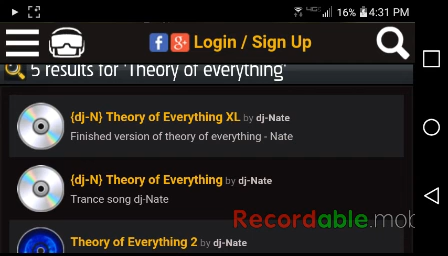 16% 4:31 PM
Login / Sign Up
5 results for 'Theory of everything'
{dj-N} Theory of Everything XL by dj-Nate
Finished version of theory of everything - Nate
{dj-N} Theory of Everything by dj-Nate
Trance song dj-Nate
Recordable.mob
Theory of Everything 2 by dj-Nate